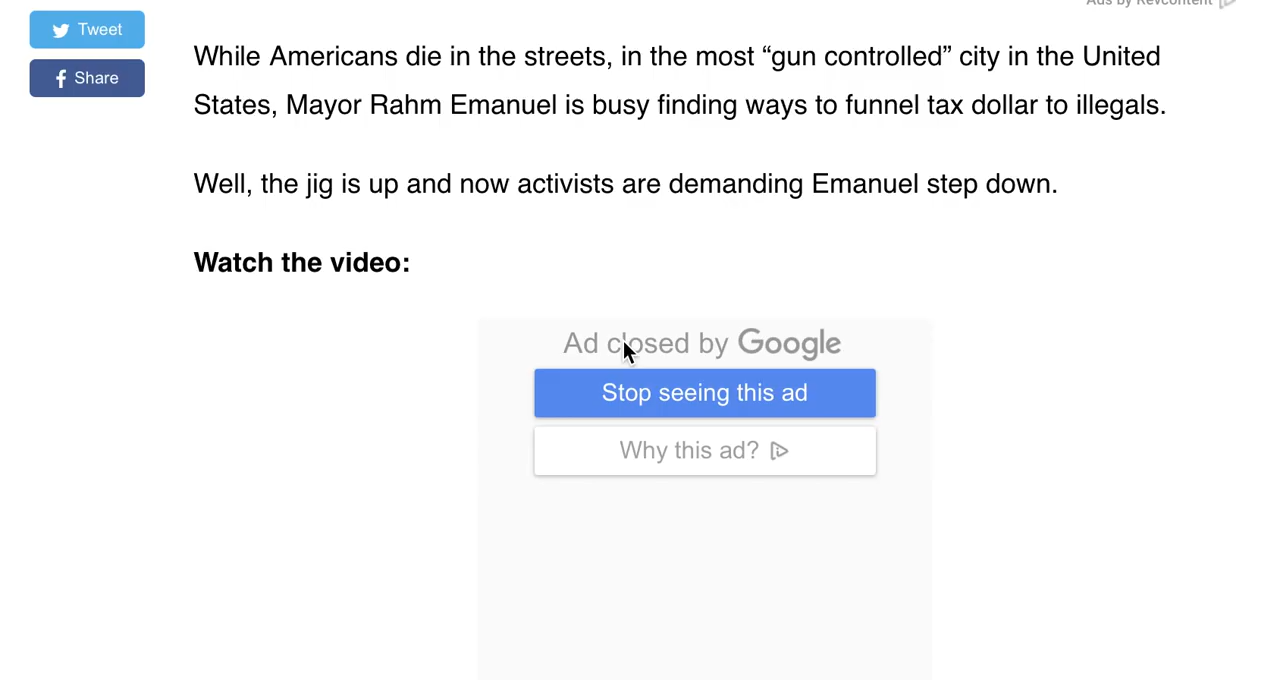 Ads by Revcontent
Tweet
Share
While Americans die in the streets, in the most “gun controlled” city in the United
States, Mayor Rahm Emanuel is busy finding ways to funnel tax dollar to illegals.
Well, the jig is up and now activists are demanding Emanuel step down.
Watch the video:
Ad closed by Google
Stop seeing this ad
Why this ad?